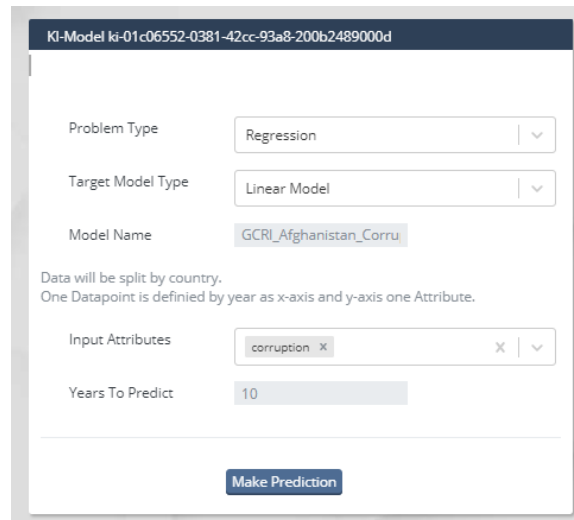 KI-Model ki-01c06552-0381-42cc-93a8-200b2489000d
Problem Type
Regression
Target Model Type
Linear Model
Model Name
GCRI_Afghanistan_Corru
Data will be split by country.
One Datapoint is definied by year as x-axis and y-axis one Attribute.
Input Attributes
corruption ×
Years To Predict
10
Make Prediction